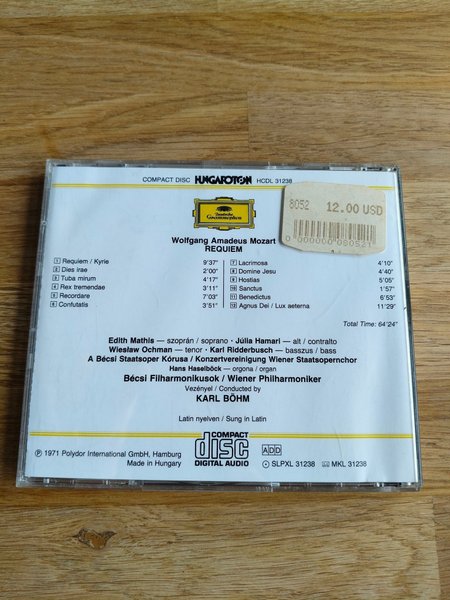 COMPACT DISC HUNGAROTON HCDL 31238
Deutsche
Grammophon
8052 12.00 USD
0 000000 080521
Wolfgang Amadeus Mozart
REQUIEM
1 Requiem / Kyrie 9'37"
2 Dies irae 2'00"
3 Tuba mirum 4'17"
4 Rex tremendae 3'11"
5 Recordare 7'03"
6 Confutatis 3'51"
7 Lacrimosa 4'10"
8 Domine Jesu 4'40"
9 Hostias 5'05"
10 Sanctus 1'57"
11 Benedictus 6'53"
12 Agnus Dei / Lux aeterna 11'29"
Total Time: 64'24"
Edith Mathis — szoprán / soprano · Júlia Hamari — alt / contralto
Wieslaw Ochman — tenor · Karl Ridderbusch — basszus / bass
A Bécsi Staatsoper Kórusa / Konzertvereinigung Wiener Staatsopernchor
Hans Haselböck — orgona / organ
Bécsi Filharmonikusok / Wiener Philharmoniker
Vezényel / Conducted by
KARL BÖHM
Latin nyelven / Sung in Latin
COMPACT
disc
DIGITAL AUDIO
ADD
℗ 1971 Polydor International GmbH, Hamburg
Made in Hungary
SLPXL 31238 MKL 31238